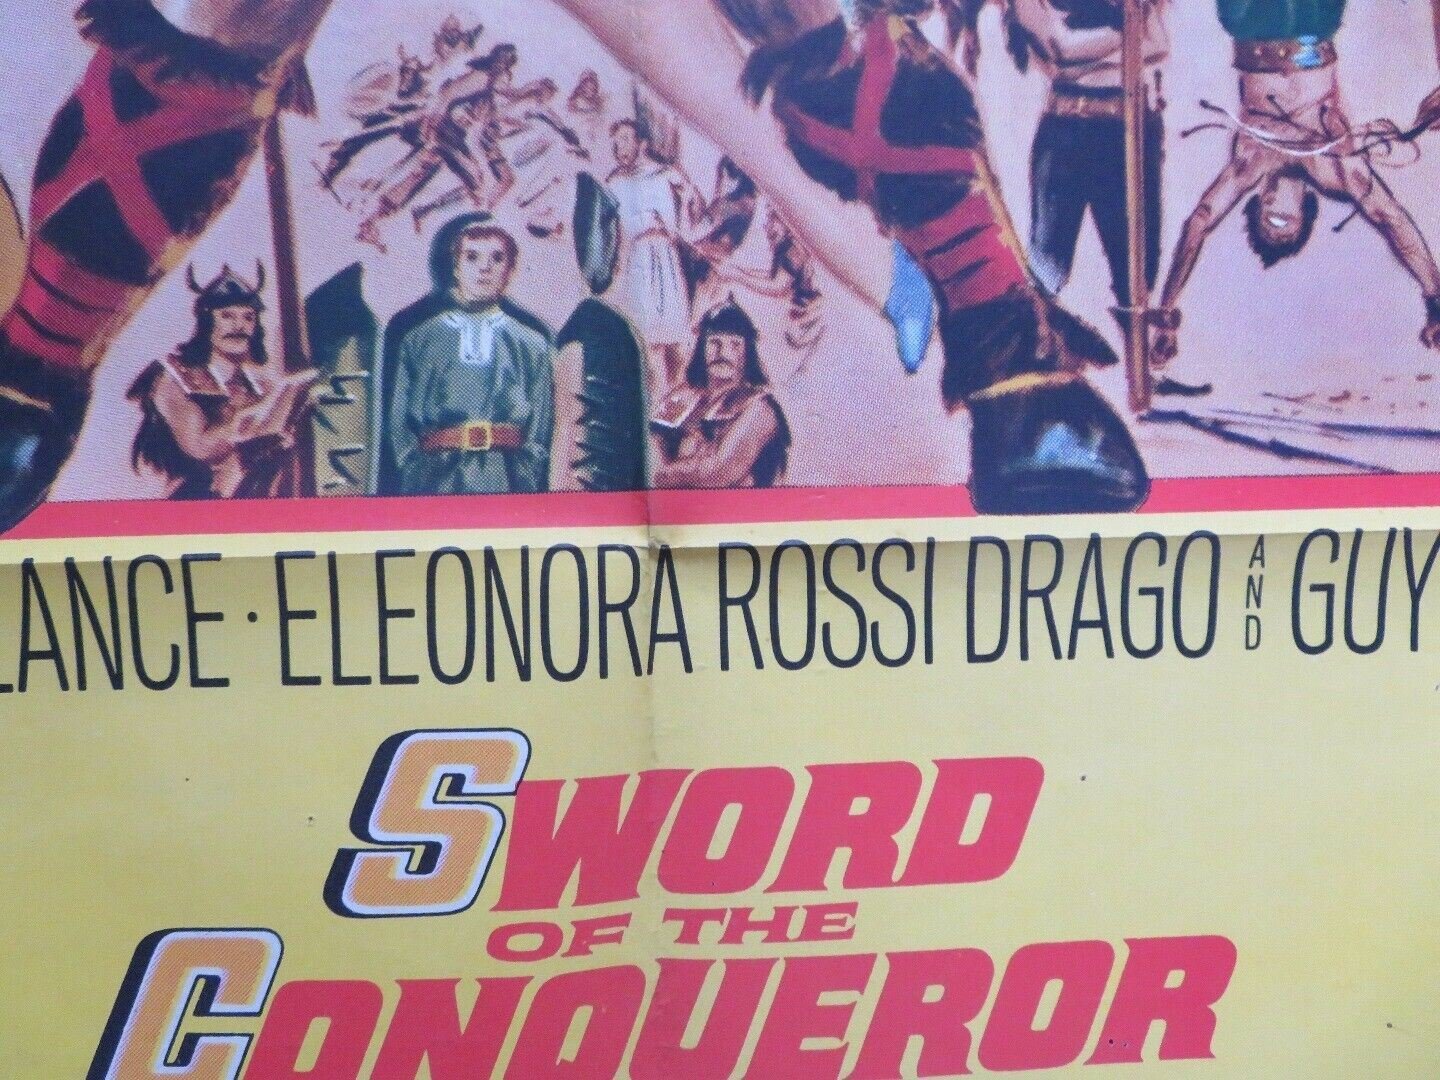 LANCE · ELEONORA ROSSI DRAGO AND GUY
SWORD
OF THE
CONQUEROR